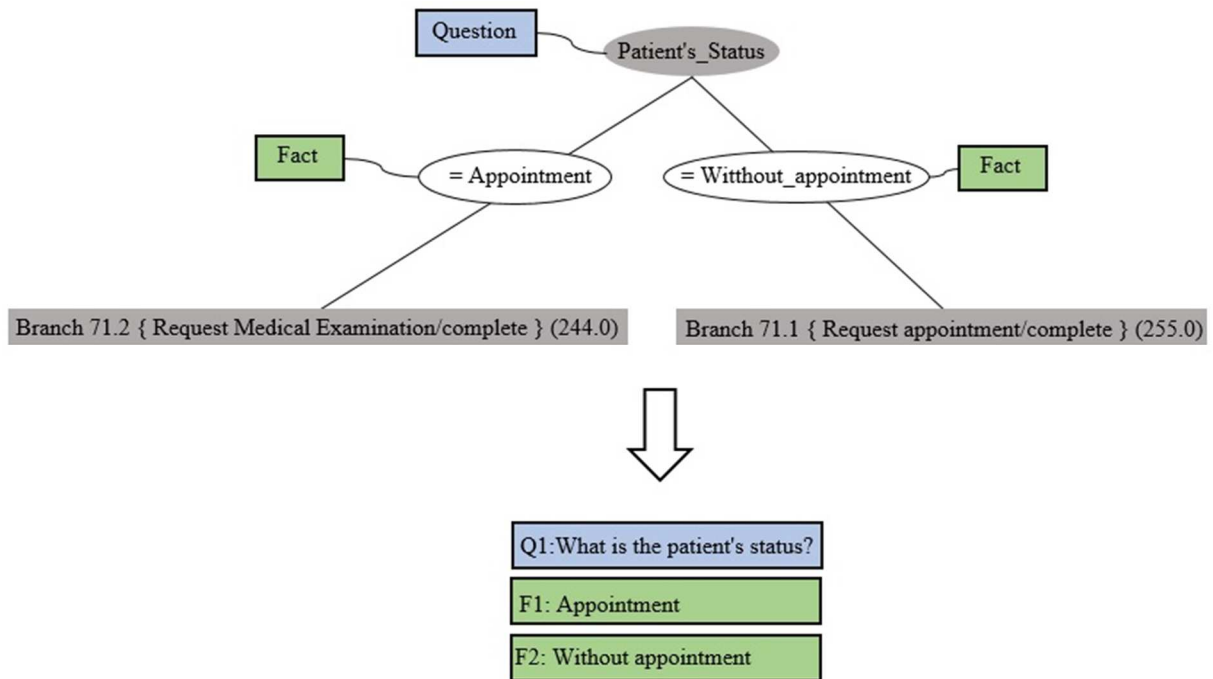 Question
Patient's_Status
Fact
= Appointment
= Witthout_appointment
Fact
Branch 71.2 { Request Medical Examination/complete } (244.0)
Branch 71.1 { Request appointment/complete } (255.0)
Q1:What is the patient's status?
F1: Appointment
F2: Without appointment